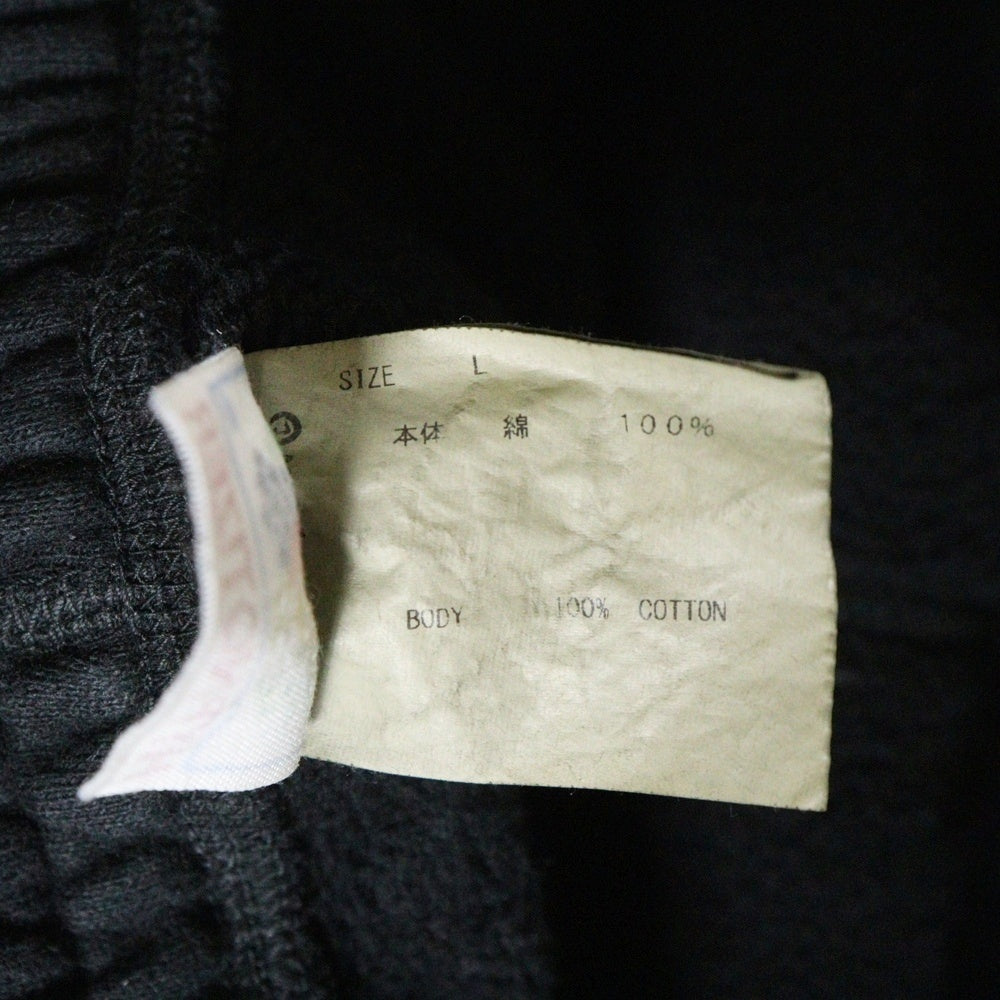 SIZE L
本体 綿 100%
BODY 100% COTTON